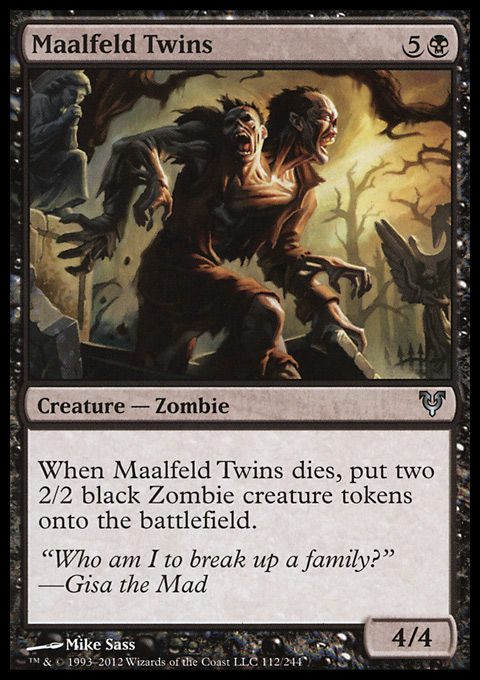 Maalfeld Twins 5
Creature — Zombie
When Maalfeld Twins dies, put two
2/2 black Zombie creature tokens
onto the battlefield.
“Who am I to break up a family?”
—Gisa the Mad
4/4
Mike Sass
™ & © 1993–2012 Wizards of the Coast LLC 112/244